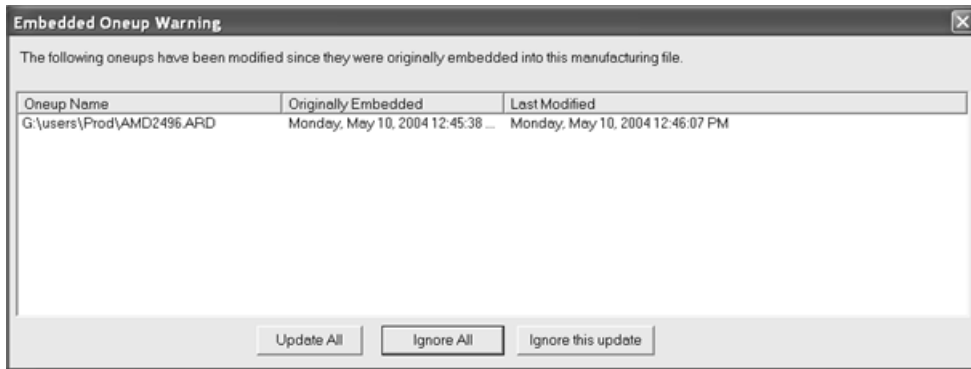 Embedded Oneup Warning
The following oneups have been modified since they were originally embedded into this manufacturing file.
Oneup Name Originally Embedded Last Modified
G:\users\Prod\AMD2496.ARD Monday, May 10, 2004 12:45:38 ... Monday, May 10, 2004 12:46:07 PM
Update All Ignore All Ignore this update